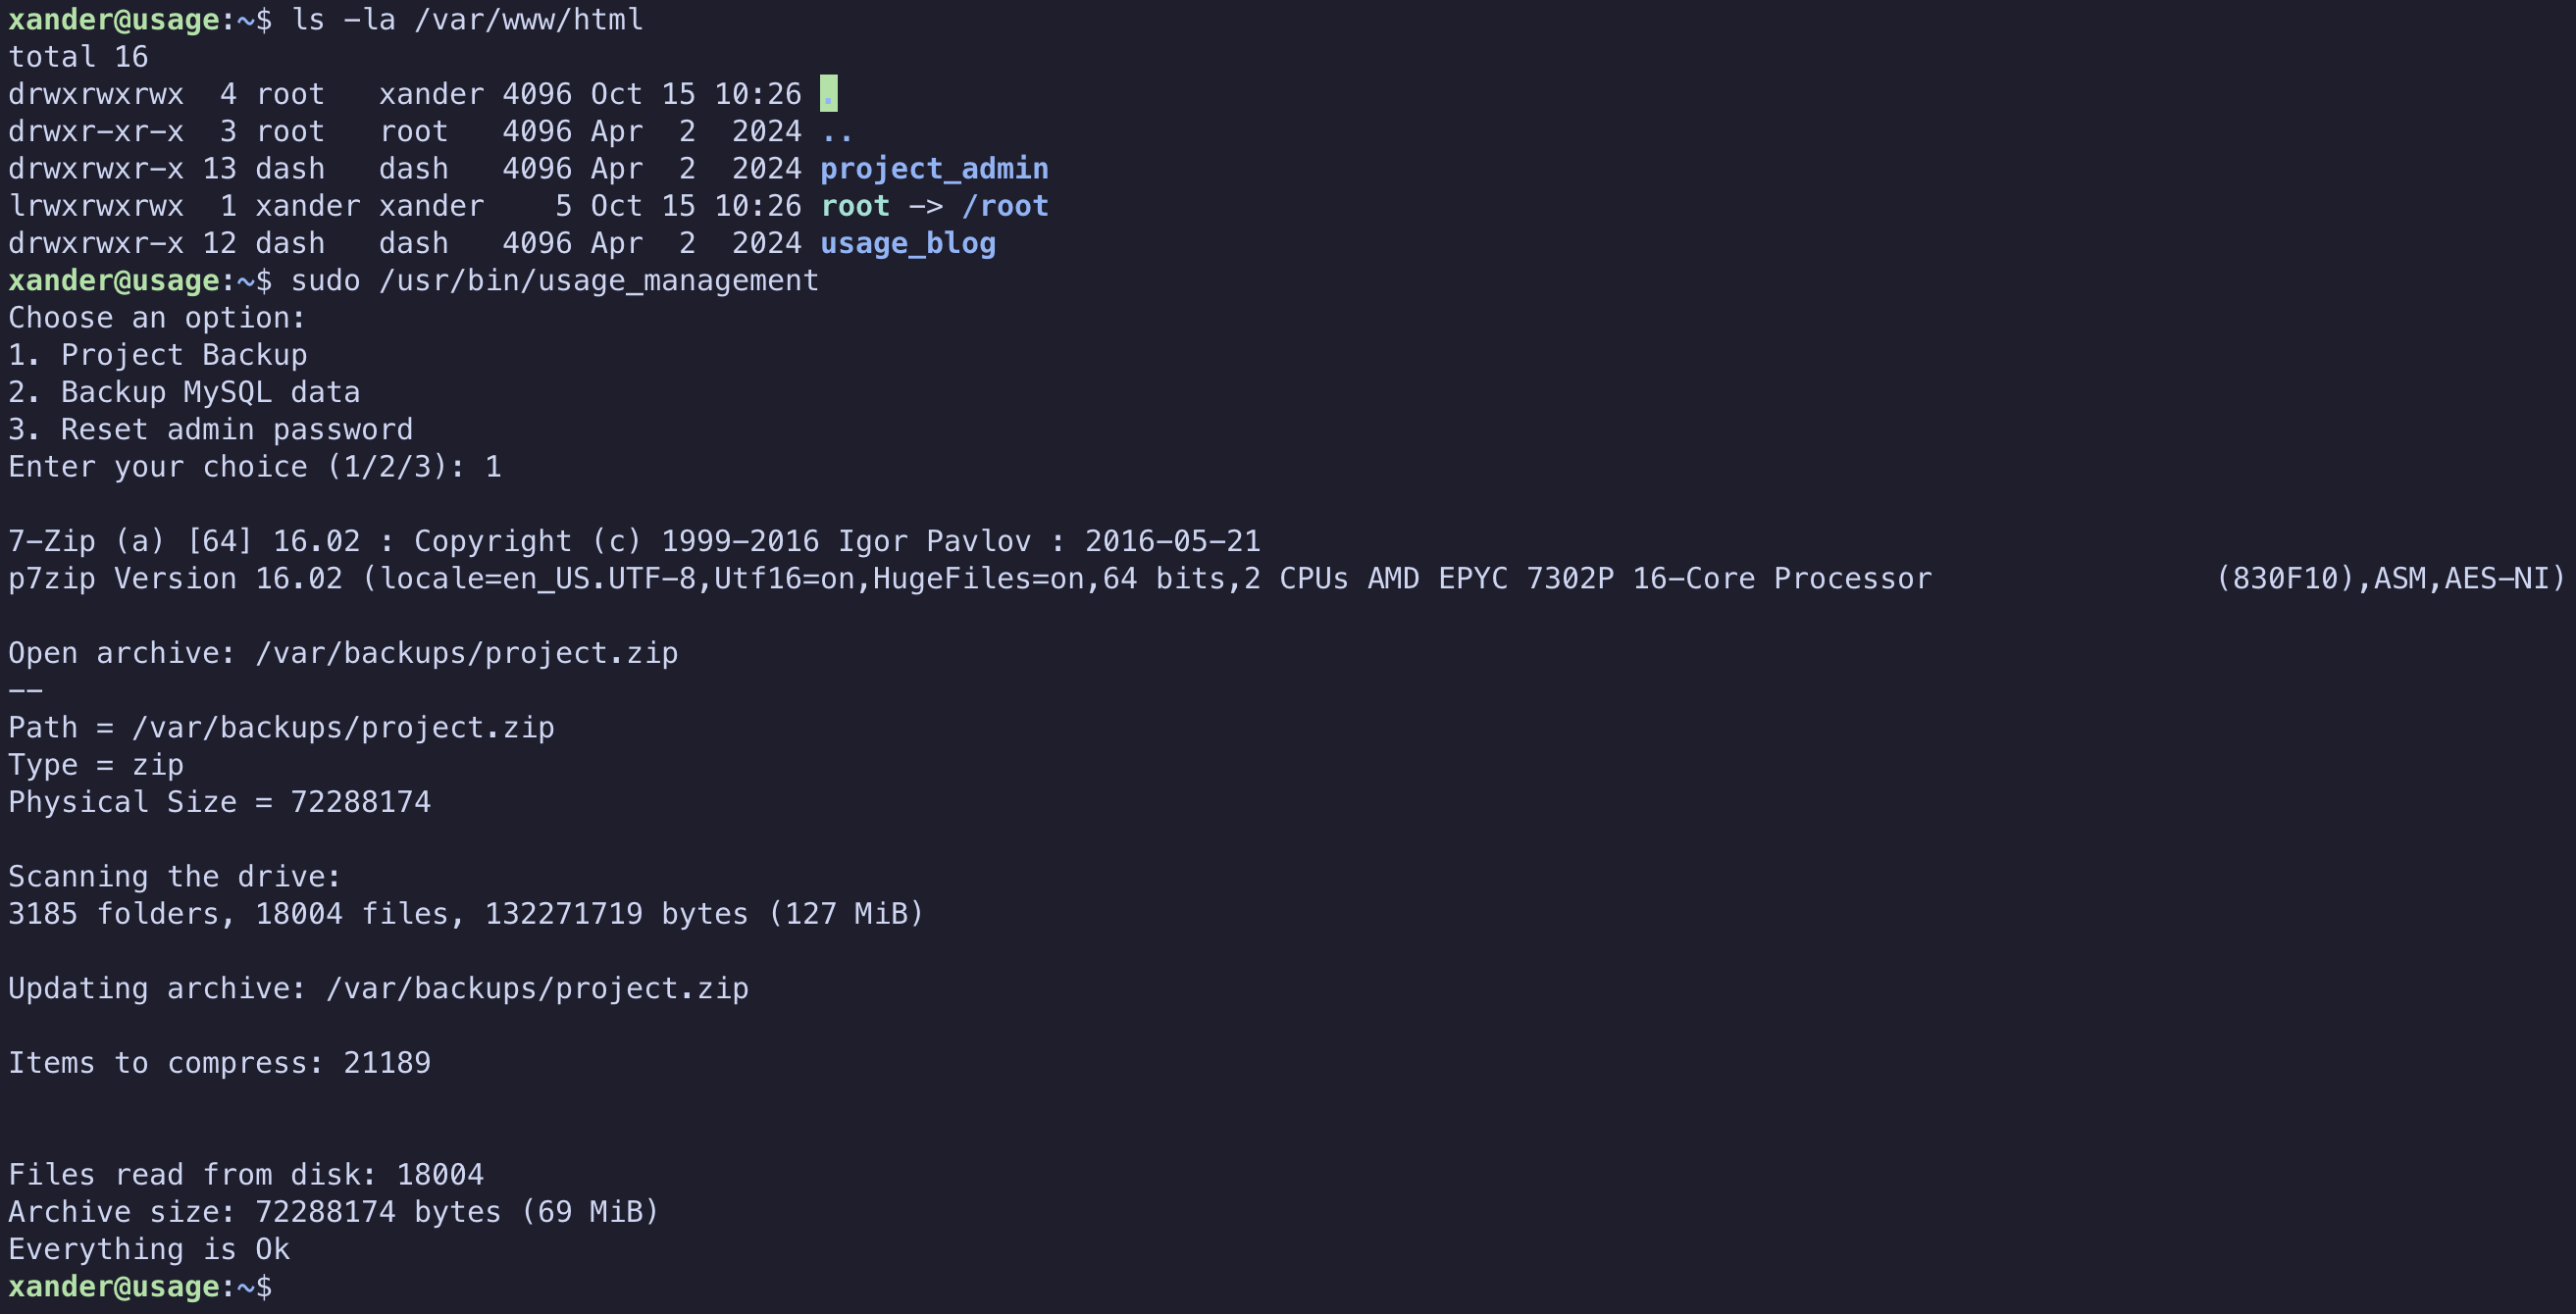 xander@usage:~$ ls -la /var/www/html
total 16
drwxrwxrwx  4 root   xander 4096 Oct 15 10:26 .
drwxr-xr-x  3 root   root   4096 Apr  2  2024 ..
drwxrwxr-x 13 dash   dash   4096 Apr  2  2024 project_admin
lrwxrwxrwx  1 xander xander    5 Oct 15 10:26 root -> /root
drwxrwxr-x 12 dash   dash   4096 Apr  2  2024 usage_blog
xander@usage:~$ sudo /usr/bin/usage_management
Choose an option:
1. Project Backup
2. Backup MySQL data
3. Reset admin password
Enter your choice (1/2/3): 1

7-Zip (a) [64] 16.02 : Copyright (c) 1999-2016 Igor Pavlov : 2016-05-21
p7zip Version 16.02 (locale=en_US.UTF-8,Utf16=on,HugeFiles=on,64 bits,2 CPUs AMD EPYC 7302P 16-Core Processor                (830F10),ASM,AES-NI)

Open archive: /var/backups/project.zip
--
Path = /var/backups/project.zip
Type = zip
Physical Size = 72288174

Scanning the drive:
3185 folders, 18004 files, 132271719 bytes (127 MiB)

Updating archive: /var/backups/project.zip

Items to compress: 21189

Files read from disk: 18004
Archive size: 72288174 bytes (69 MiB)
Everything is Ok
xander@usage:~$